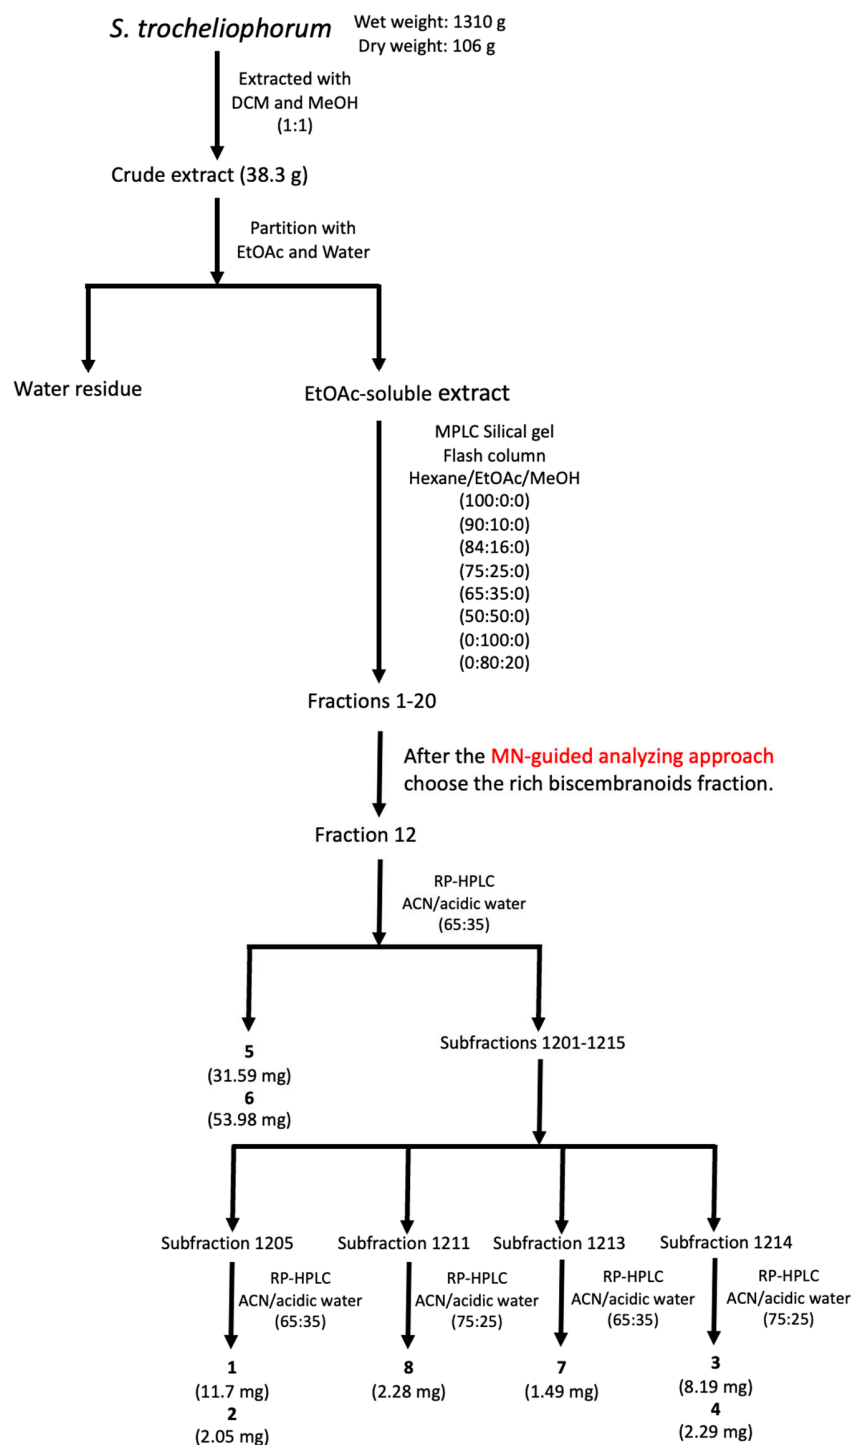 S. trocheliophorum
Wet weight: 1310 g
Dry weight: 106 g
Extracted with
DCM and MeOH
(1:1)
Crude extract (38.3 g)
Partition with
EtOAc and Water
Water residue
EtOAc-soluble extract
MPLC Silical gel
Flash column
Hexane/EtOAc/MeOH
(100:0:0)
(90:10:0)
(84:16:0)
(75:25:0)
(65:35:0)
(50:50:0)
(0:100:0)
(0:80:20)
Fractions 1-20
After the MN-guided analyzing approach
choose the rich biscembranoids fraction.
Fraction 12
RP-HPLC
ACN/acidic water
(65:35)
5
(31.59 mg)
6
(53.98 mg)
Subfractions 1201-1215
Subfraction 1205
RP-HPLC
ACN/acidic water
(65:35)
1
(11.7 mg)
2
(2.05 mg)
Subfraction 1211
RP-HPLC
ACN/acidic water
(75:25)
8
(2.28 mg)
Subfraction 1213
RP-HPLC
ACN/acidic water
(65:35)
7
(1.49 mg)
Subfraction 1214
RP-HPLC
ACN/acidic water
(75:25)
3
(8.19 mg)
4
(2.29 mg)